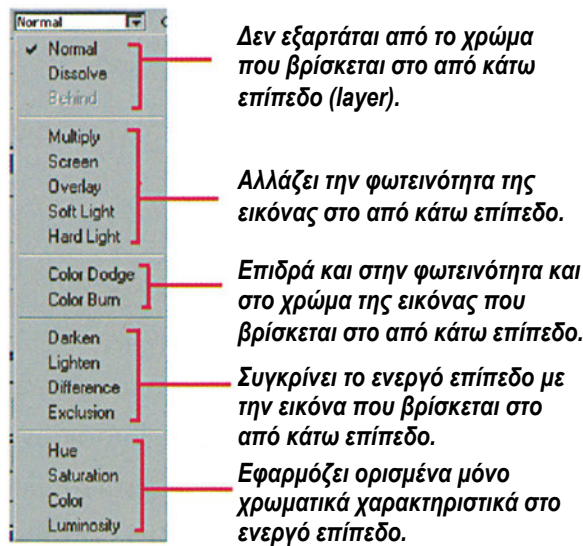 Normal
Normal
Dissolve
Behind
Δεν εξαρτάται από το χρώμα
που βρίσκεται στο από κάτω
επίπεδο (layer).
Multiply
Screen
Overlay
Soft Light
Hard Light
Αλλάζει την φωτεινότητα της
εικόνας στο από κάτω επίπεδο.
Color Dodge
Color Burn
Επιδρά και στην φωτεινότητα και
στο χρώμα της εικόνας που
βρίσκεται στο από κάτω επίπεδο.
Darken
Lighten
Difference
Exclusion
Συγκρίνει το ενεργό επίπεδο με
την εικόνα που βρίσκεται στο
από κάτω επίπεδο.
Hue
Saturation
Color
Luminosity
Εφαρμόζει ορισμένα μόνο
χρωματικά χαρακτηριστικά στο
ενεργό επίπεδο.